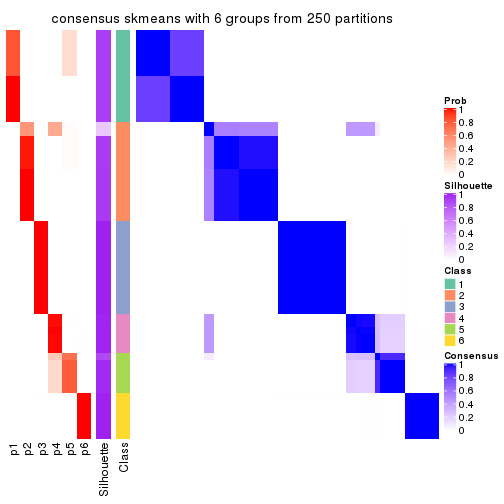 consensus skmeans with 6 groups from 250 partitions
Prob
1
0.8
0.6
0.4
0.2
0
Silhouette
1
0.8
0.6
0.4
0.2
0
Class
1
2
3
4
5
6
Consensus
1
0.8
0.6
0.4
0.2
0
p1
p2
p3
p4
p5
p6
Silhouette
Class